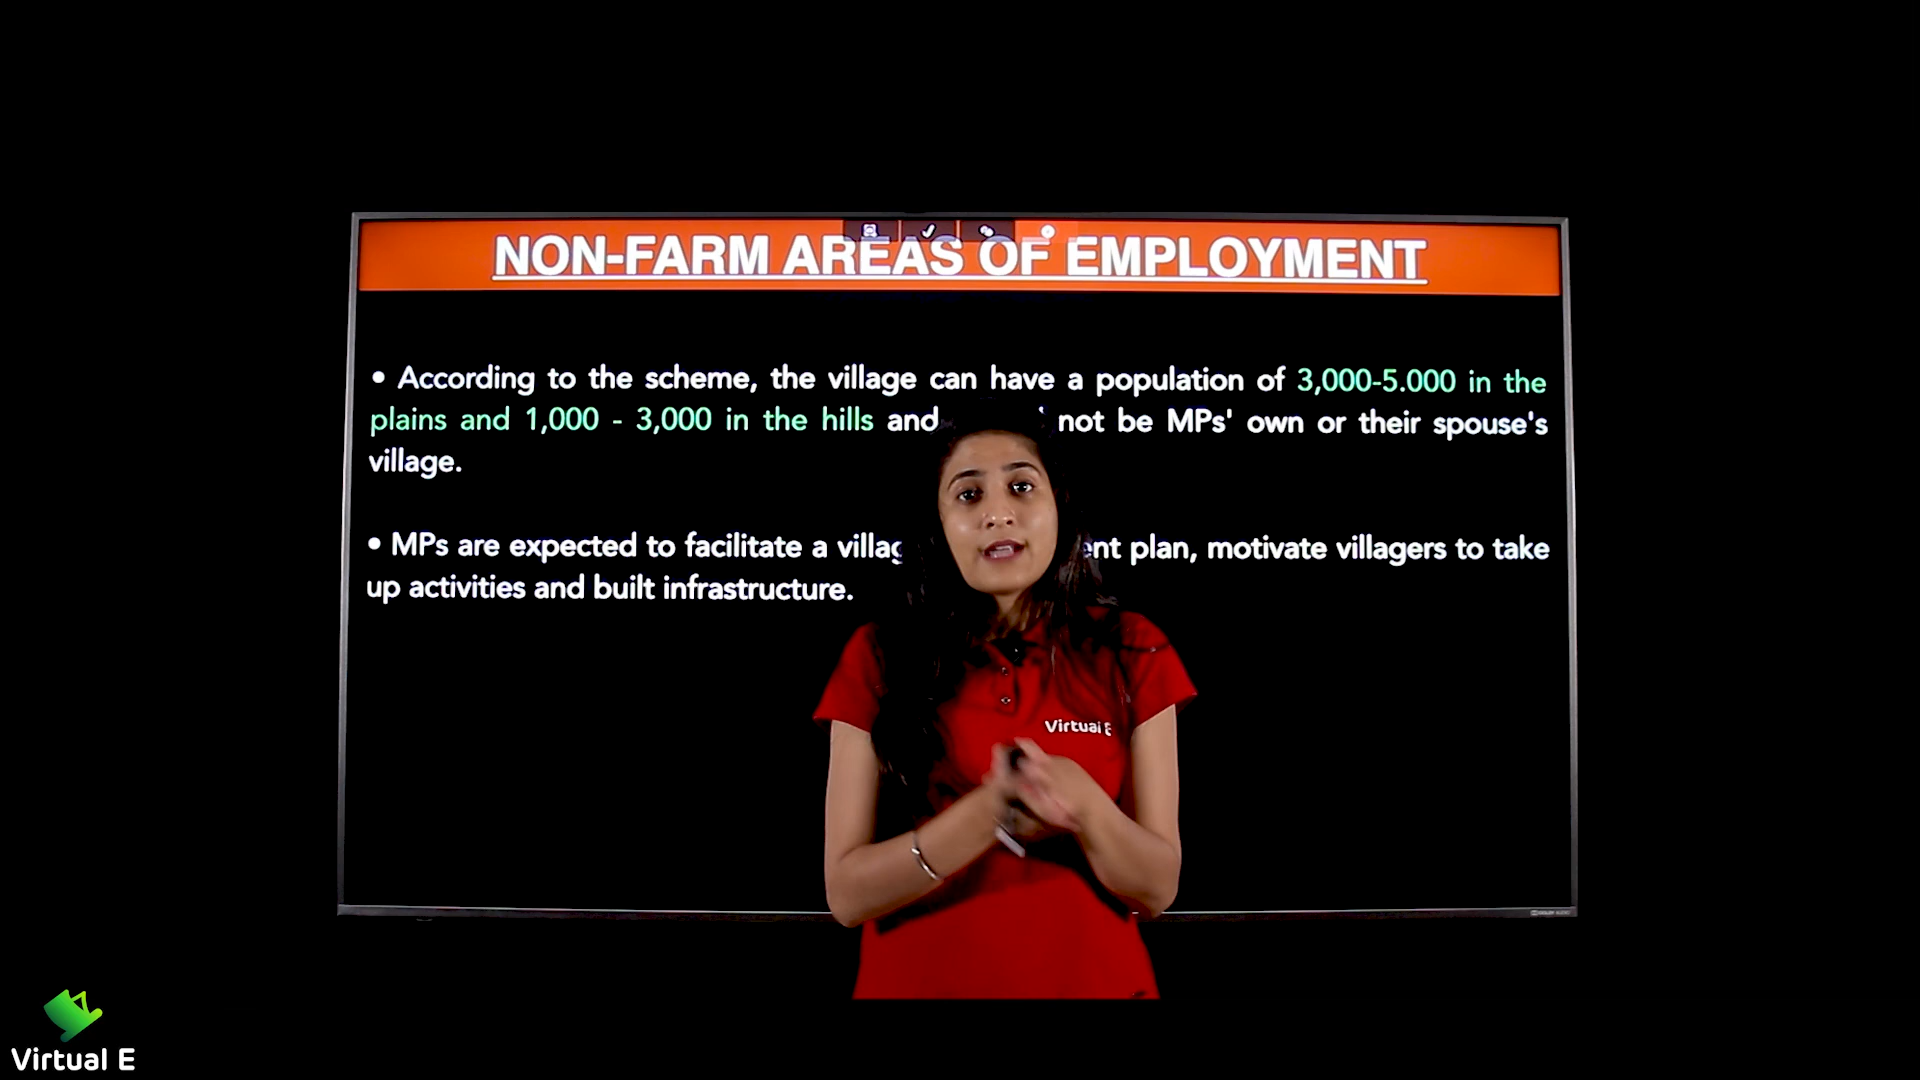 NON-FARM AREAS OF EMPLOYMENT
• According to the scheme, the village can have a population of 3,000-5.000 in the
plains and 1,000 - 3,000 in the hills and not be MPs' own or their spouse's
village.
• MPs are expected to facilitate a plan, motivate villagers to take
up activities and built infrastructure.
Virtual E
Virtual E